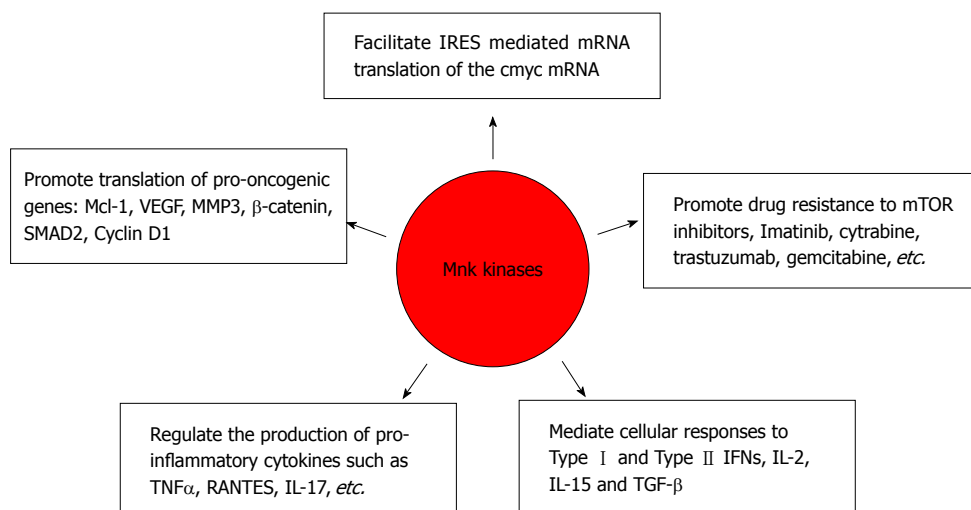 Facilitate IRES mediated mRNA
translation of the cmyc mRNA
Promote translation of pro-oncogenic
genes: Mcl-1, VEGF, MMP3, β-catenin,
SMAD2, Cyclin D1
Promote drug resistance to mTOR
inhibitors, Imatinib, cytrabine,
trastuzumab, gemcitabine, etc.
Mnk kinases
Regulate the production of pro-
inflammatory cytokines such as
TNFα, RANTES, IL-17, etc.
Mediate cellular responses to
Type Ⅰ and Type Ⅱ IFNs, IL-2,
IL-15 and TGF-β